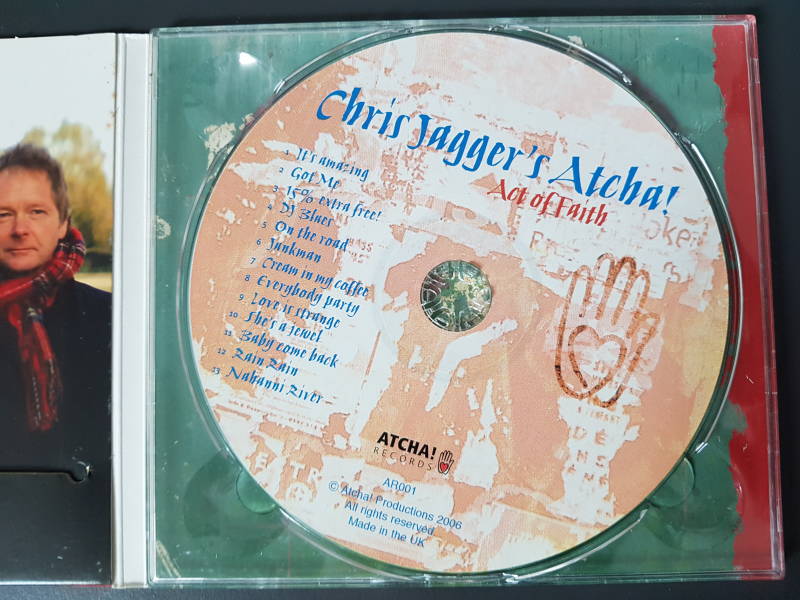 Chris Jagger's Atcha!
Act of Faith
1 It's amazing
2 Got Me
3 15% extra free!
4 DJ Blues
5 On the road
6 Junkman
7 Cream in my coffee
8 Everybody party
9 Love is strange
10 She's a jewel
11 Baby come back
12 Rain Rain
13 Nahanni River
ATCHA!
RECORDS
AR001
© Atcha! Productions 2006
All rights reserved
Made in the UK